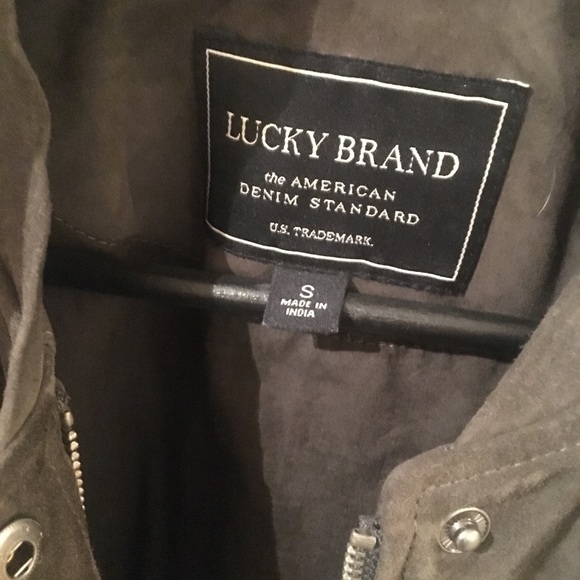 LUCKY BRAND
the AMERICAN
DENIM STANDARD
U.S. TRADEMARK.
S
MADE IN
INDIA